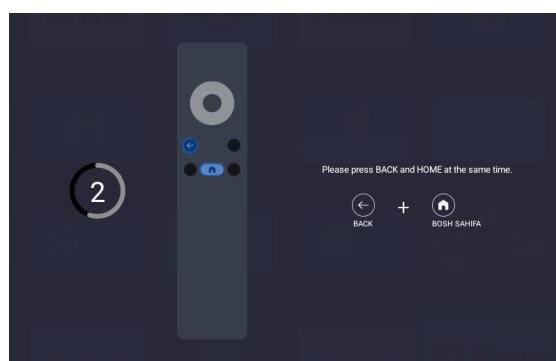 2
Please press BACK and HOME at the same time.
+
BACK
BOSH SAHIFA